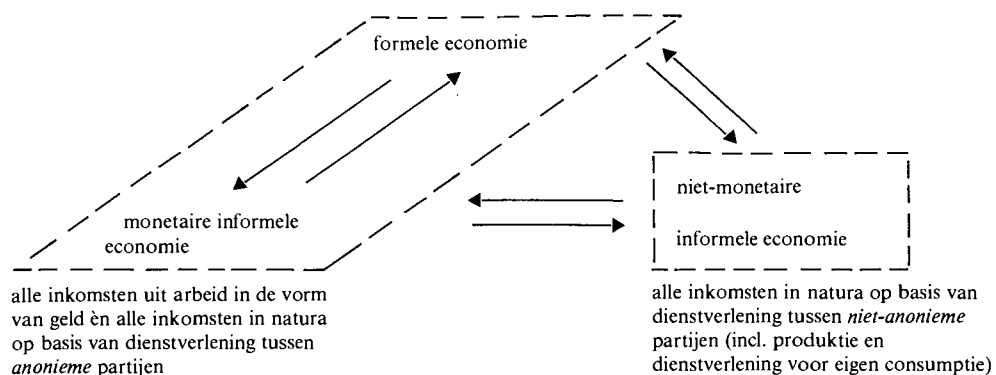 formele economie
monetaire informele
economie
niet-monetaire
informele economie
alle inkomsten uit arbeid in de vorm
van geld èn alle inkomsten in natura
op basis van dienstverlening tussen
anonieme partijen
alle inkomsten in natura op basis van
dienstverlening tussen niet-anonieme
partijen (incl. produktie en
dienstverlening voor eigen consumptie)